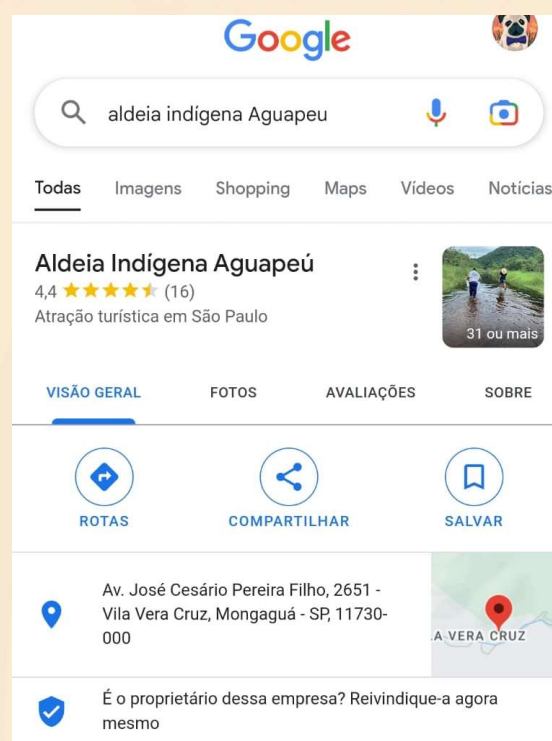 Google
aldeia indígena Aguapeu
Todas Imagens Shopping Maps Vídeos Notícias
Aldeia Indígena Aguapeú
4,4 (16)
Atração turística em São Paulo
31 ou mais
VISÃO GERAL FOTOS AVALIAÇÕES SOBRE
ROTAS COMPARTILHAR SALVAR
Av. José Cesário Pereira Filho, 2651 -
Vila Vera Cruz, Mongaguá - SP, 11730-
000
A VERA CRUZ
É o proprietário dessa empresa? Reivindique-a agora
mesmo